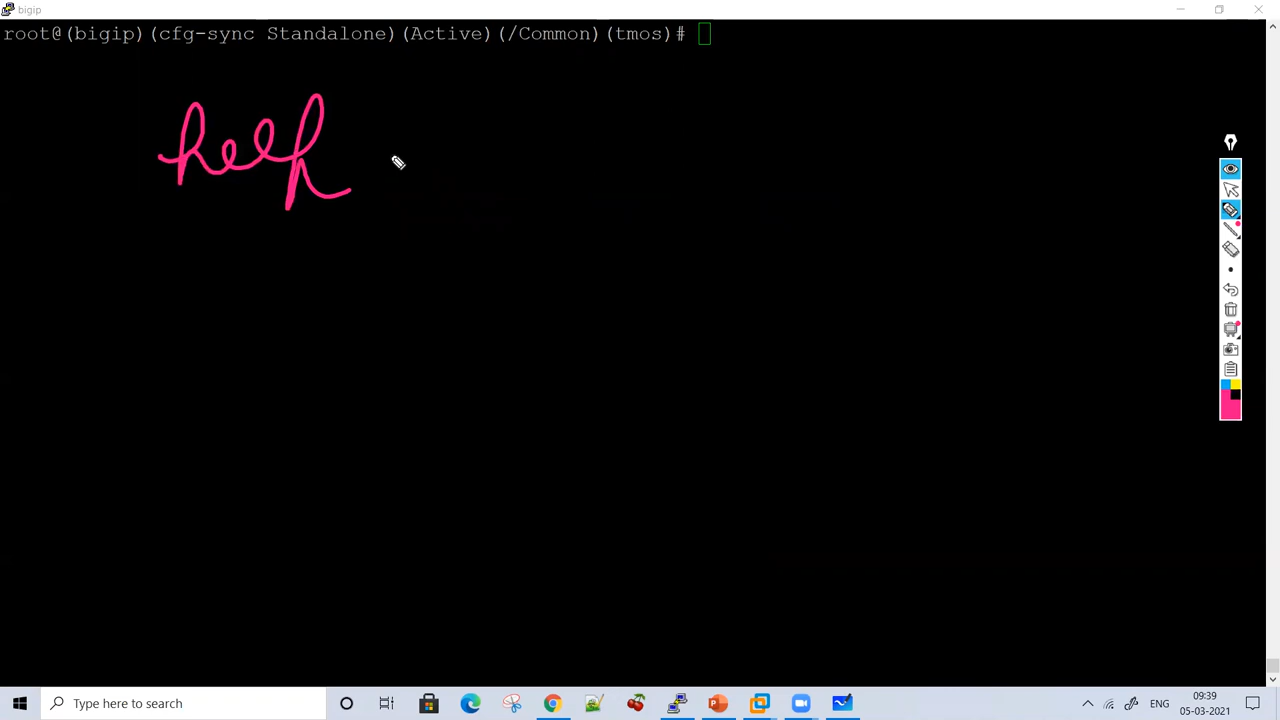 bigip
root@(bigip)(cfg-sync Standalone)(Active)(/Common)(tmos)#
Type here to search
ENG
09:39
05-03-2021